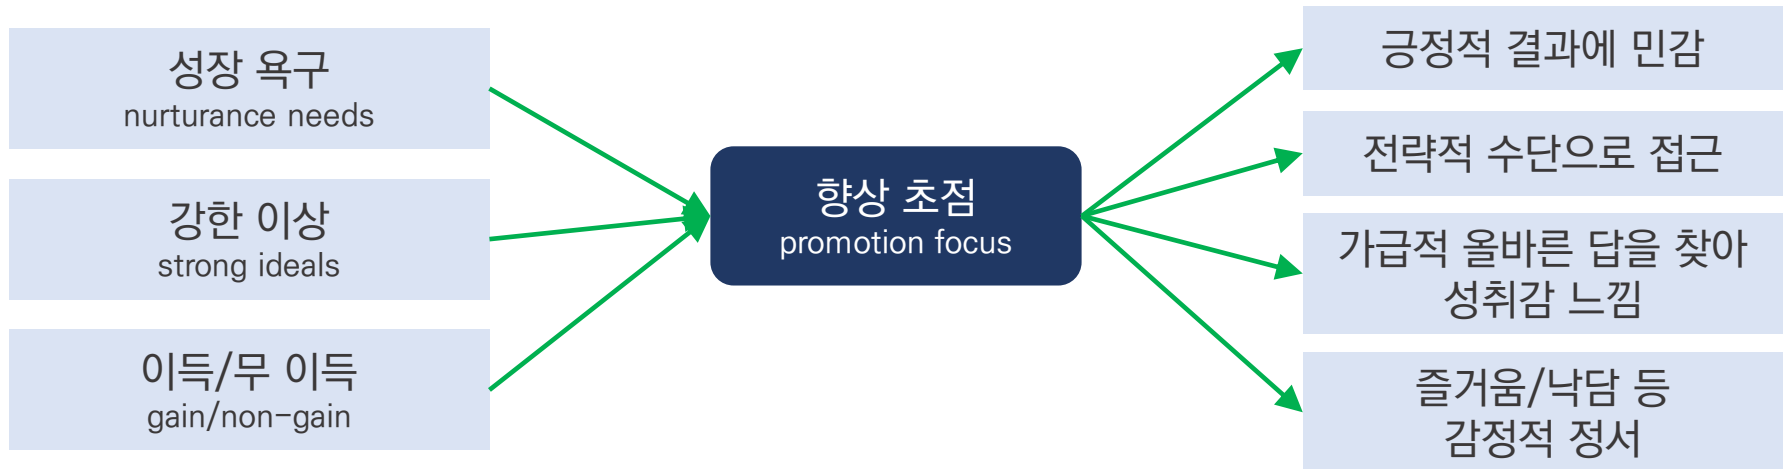 성장 욕구
nurturance needs
강한 이상
strong ideals
이득/무 이득
gain/non-gain
향상 초점
promotion focus
긍정적 결과에 민감
전략적 수단으로 접근
가급적 올바른 답을 찾아
성취감 느낌
즐거움/낙담 등
감정적 정서